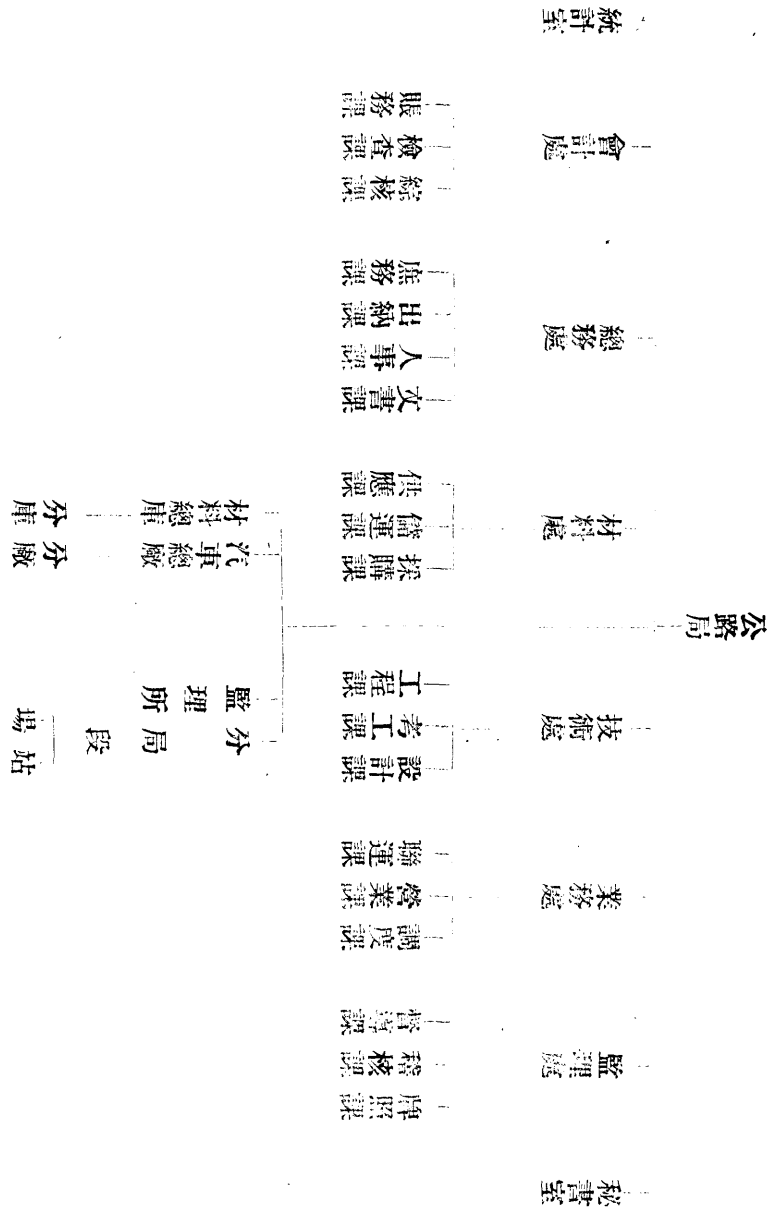 公路局
秘書室
監理處
業務處
技術處
材料處
總務處
會計處
統計室
牌照課
稽核課
督導課
調度課
營業課
聯運課
設計課
考工課
工程課
採購課
儲運課
供應課
文書課
人事課
出納課
庶務課
綜核課
檢查課
賬務課
分局
段
站
場
監理所
汽車總廠
分廠
材料總庫
分庫